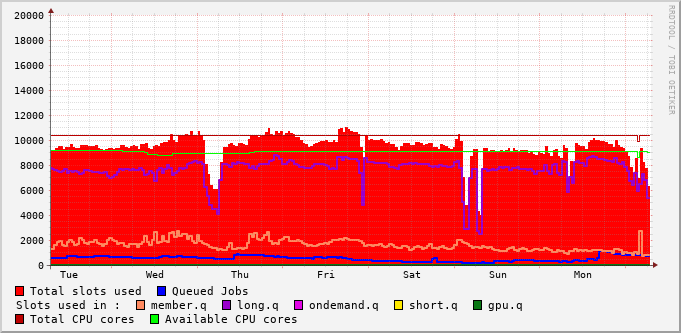 20000
18000
16000
14000
12000
10000
8000
6000
4000
2000
0
Tue Wed Thu Fri Sat Sun Mon
RRDTOOL / TOBI OETIKER
Total slots used Queued Jobs
Slots used in : member.q long.q ondemand.q short.q gpu.q
Total CPU cores Available CPU cores